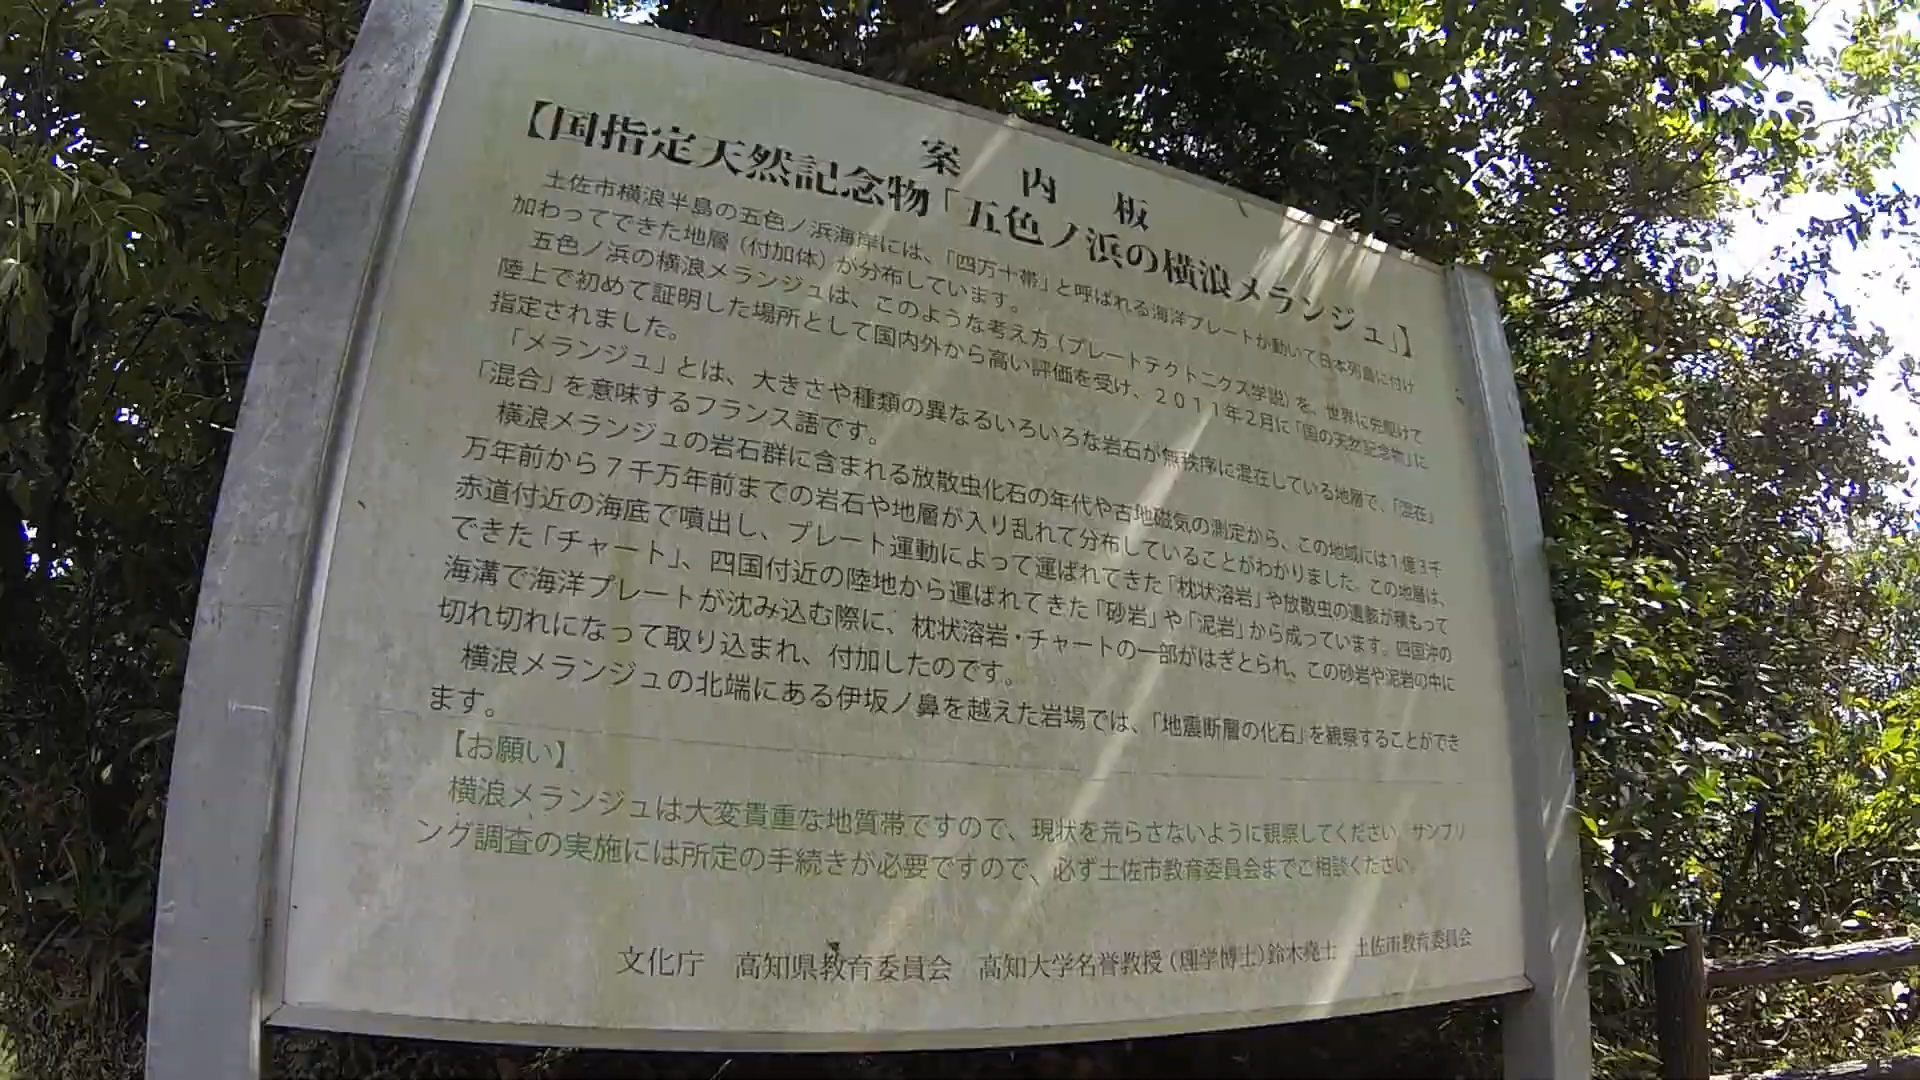 案 内 板
【国指定天然記念物「五色ノ浜の横浪メランジュ」】
土佐市横浪半島の五色ノ浜海岸には、「四万十帯」と呼ばれる海洋プレートが動いて日本列島に付け
加わってできた地層(付加体)が分布しています。
五色ノ浜の横浪メランジュは、このような考え方(プレートテクトニクス学説)を、世界に先駆けて
陸上で初めて証明した場所として国内外から高い評価を受け、2011年2月に「国の天然記念物」に
指定されました。
「メランジュ」とは、大きさや種類の異なるいろいろな岩石が無秩序に混在している地層で、「混在」
「混合」を意味するフランス語です。
横浪メランジュの岩石群に含まれる放散虫化石の年代や古地磁気の測定から、この地域には1億3千
万年前から7千万年前までの岩石や地層が入り乱れて分布していることがわかりました。この地層は、
赤道付近の海底で噴出し、プレート運動によって運ばれてきた「枕状溶岩」や放散虫の遺骸が積もって
できた「チャート」、四国付近の陸地から運ばれてきた「砂岩」や「泥岩」から成っています。四国沖の
海溝で海洋プレートが沈み込む際に、枕状溶岩・チャートの一部がはぎとられ、この砂岩や泥岩の中に
切れ切れになって取り込まれ、付加したのです。
横浪メランジュの北端にある伊坂ノ鼻を越えた岩場では、「地震断層の化石」を観察することができ
ます。
【お願い】
横浪メランジュは大変貴重な地質帯ですので、現状を荒らさないように観察してください。サンプリ
ング調査の実施には所定の手続きが必要ですので、必ず土佐市教育委員会までご相談ください。
文化庁 高知県教育委員会 高知大学名誉教授(理学博士)鈴木堯士 土佐市教育委員会